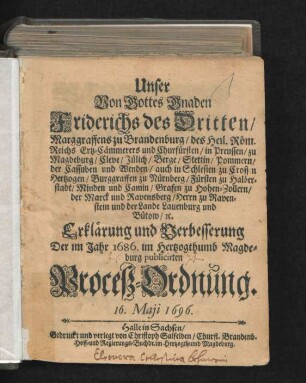 Unser
Von Gottes Gnaden
Friderichs des Dritten/
Marggraffens zu Brandenburg/ des Heil. Röm.
Reichs Ertz-Cämmerers und Churfürsten/ in Preussen/ zu
Magdeburg/ Cleve/ Jülich/ Berge/ Stettin/ Pommern/
der Cassuben und Wenden/ auch in Schlesien zu Crossen
Hertzogen/ Burggraffen zu Nürnberg/ Fürsten zu Halber-
stadt/ Minden und Camin/ Grafen zu Hohen-Zollern/
der Marck und Ravensberg/ Herrn zu Raven-
stein und der Lande Lauenburg und
Bütow/ ꝛc.
Erklärung und Verbesserung
Der im Jahr 1686. im Hertzogthumb Magde-
burg publicirten
Proceß-Ordnung.
16. Maji 1696.
Halle in Sachsen/
Gedruckt und verlegt von Christoph Salfelden/ Churfl. Brandenb.
Hoff- und Regierungs-Buchdr. im Hertzogthumb Magdeburg.
Eleonora